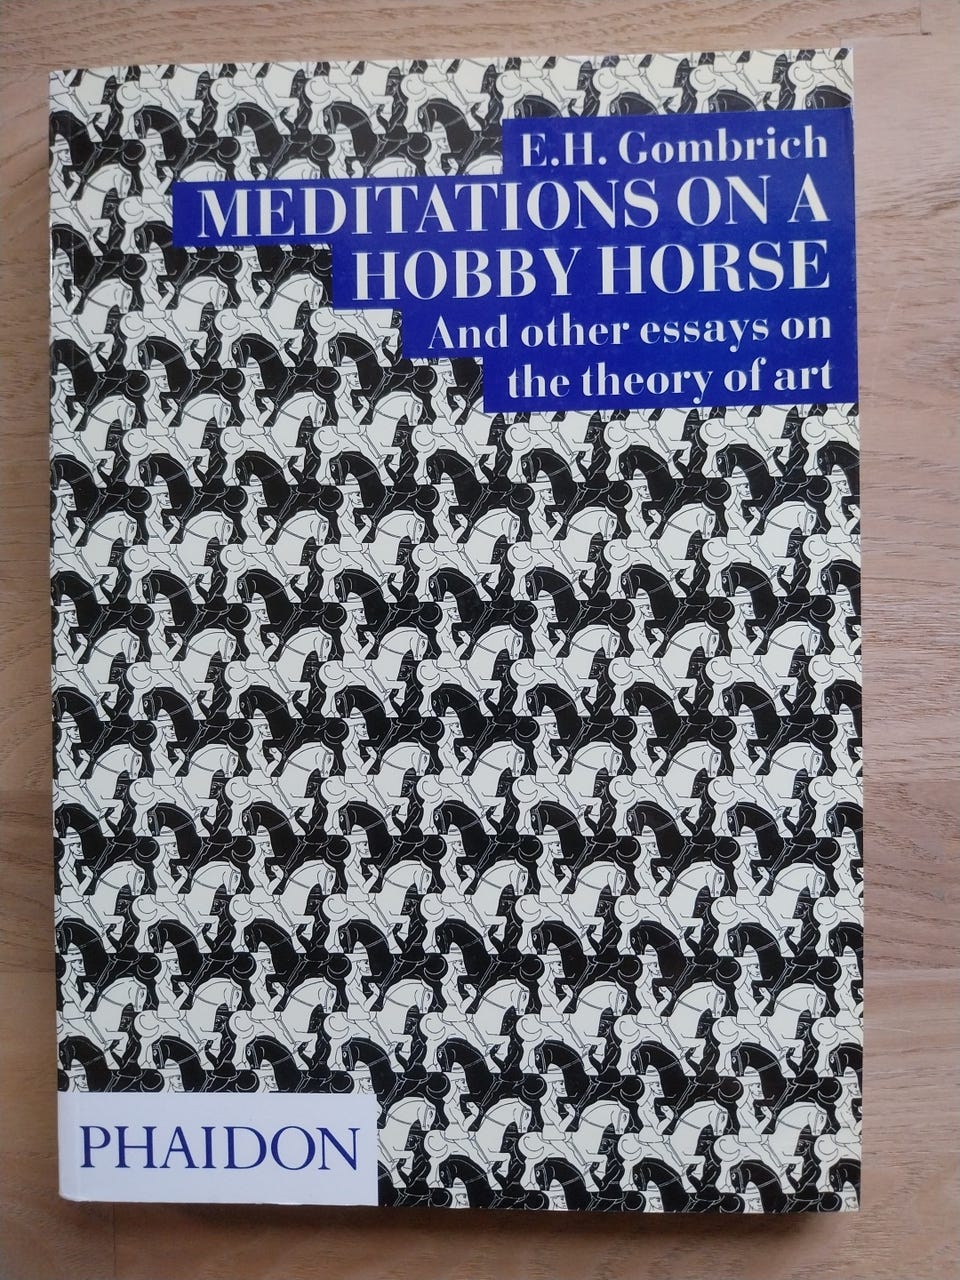 E.H. Gombrich
MEDITATIONS ON A
HOBBY HORSE
And other essays on
the theory of art
PHAIDON